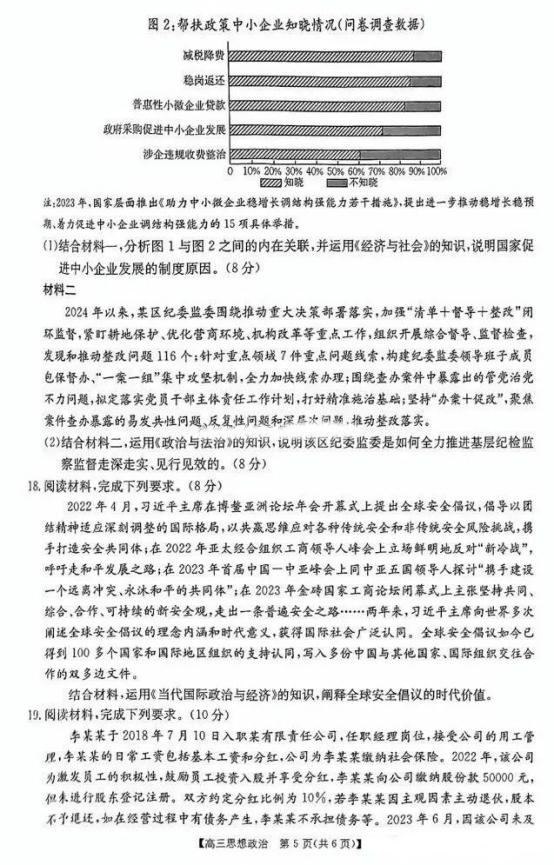 图2:帮扶政策中小企业知晓情况(问卷调查数据)
减税降费
稳岗返还
普惠性小微企业贷款
政府采购促进中小企业发展
涉企违规收费整治
0 10% 20% 30% 40% 50% 60% 70% 80% 90% 100%
知晓 不知晓
注:2023年,国家层面推出《助力中小微企业稳增长调结构强能力若干措施》,提出进一步推动稳增长稳预
期、着力促进中小企业调结构强能力的15项具体举措。
(1)结合材料一,分析图1与图2之间的内在关联,并运用《经济与社会》的知识,说明国家促
进中小企业发展的制度原因。(8分)
材料二
2024年以来,某区纪委监委围绕推动重大决策部署落实,加强“清单+督导+整改”闭
环监督,紧盯耕地保护、优化营商环境、机构改革等重点工作,组织开展综合督导、监督检查,
发现和推动整改问题116个;针对重点领域7件重点问题线索,构建纪委监委领导班子成员
包保督办、“一案一组”集中攻坚机制,全力加快线索办理;围绕查办案件中暴露出的管党治党
不力问题,拟定落实党员干部主体责任工作计划,打好精准施治基础;坚持“办案+促改”,聚焦
案件查办暴露的易发共性问题、反复性问题和深层次问题,推动整改落实。
(2)结合材料二,运用《政治与法治》的知识,说明该区纪委监委是如何全力推进基层纪检监
察监督走深走实、见行见效的。(8分)
18.阅读材料,完成下列要求。(8分)
2022年4月,习近平主席在博鳌亚洲论坛年会开幕式上提出全球安全倡议,倡导以团
结精神适应深刻调整的国际格局,以共赢思维应对各种传统安全和非传统安全风险挑战,携
手打造安全共同体;在2022年亚太经合组织工商领导人峰会上立场鲜明地反对“新冷战”,
呼吁走和平发展之路;在2023年首届中国—中亚峰会上同中亚五国领导人探讨“携手建设
一个远离冲突、永沐和平的共同体”;在2023年金砖国家工商论坛闭幕式上主张坚持共同、
综合、合作、可持续的新安全观,走出一条普遍安全之路……两年来,习近平主席向世界多次
阐述全球安全倡议的理念内涵和时代意义,获得国际社会广泛认同。全球安全倡议如今已
得到100多个国家和国际地区组织的支持认同,写入多份中国与其他国家、国际组织交往合
作的双多边文件。
结合材料,运用《当代国际政治与经济》的知识,阐释全球安全倡议的时代价值。
19.阅读材料,完成下列要求。(10分)
李某某于2018年7月10日入职某有限责任公司,任职经理岗位,接受公司的用工管
理,李某某的日常工资包括基本工资和分红,公司为李某某缴纳社会保险。2022年,该公司
为激发员工的积极性,鼓励员工投资入股并享受分红,李某某向公司缴纳股份款50000元,
但未进行股东登记注册。双方约定分红比例为10%,若李某某因主观因素主动退伙,股本
不予退还,如在经营过程中有债务产生,李某某不承担债务等。2023年6月,因该公司未及
【高三思想政治 第5页(共6页)】